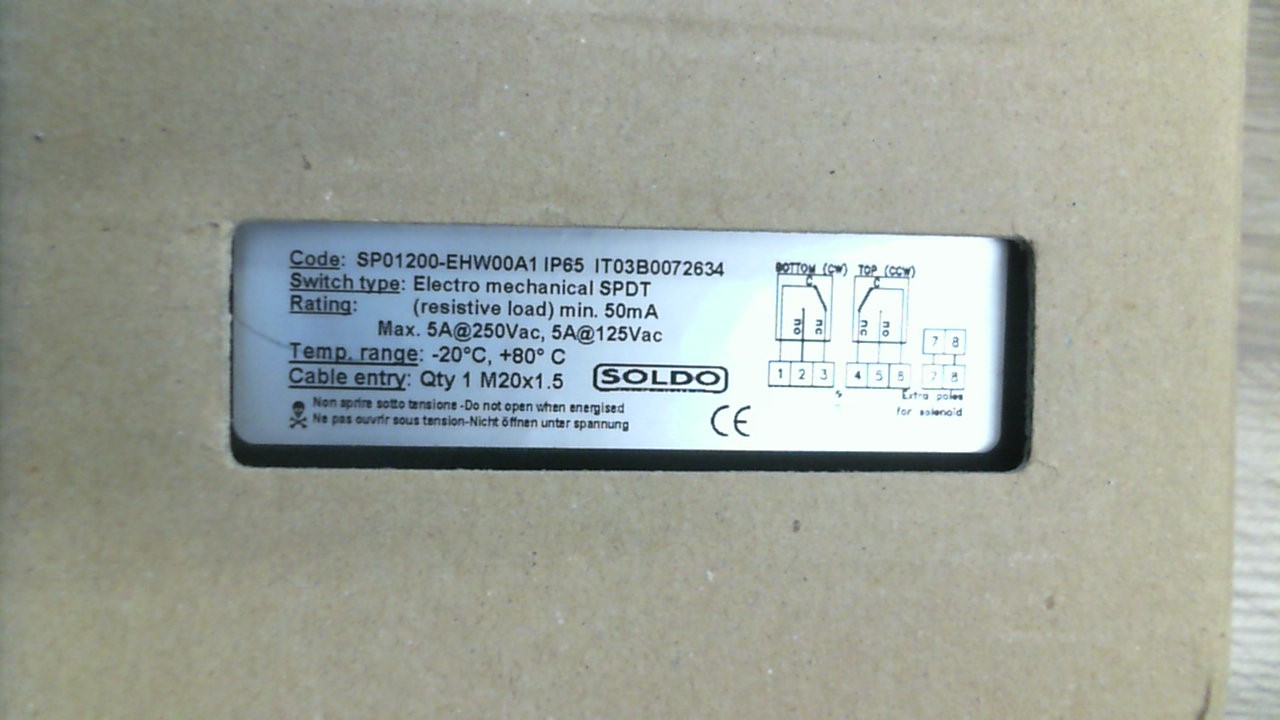 Code: SP01200-EHW00A1 IP65 IT03B0072634
Switch type: Electro mechanical SPDT
Rating: (resistive load) min. 50mA
Max. 5A@250Vac, 5A@125Vac
Temp. range: -20°C, +80° C
Cable entry: Qty 1 M20x1.5 SOLDO
Non aprire sotto tensione -Do not open when energised
Ne pas ouvrir sous tension-Nicht öffnen unter spannung
CE
BOTTOM (CW) TOP (CCW)
C C
NO NC NC NO
7 8
1 2 3 4 5 6 7 8
Extra poles
for solenoid